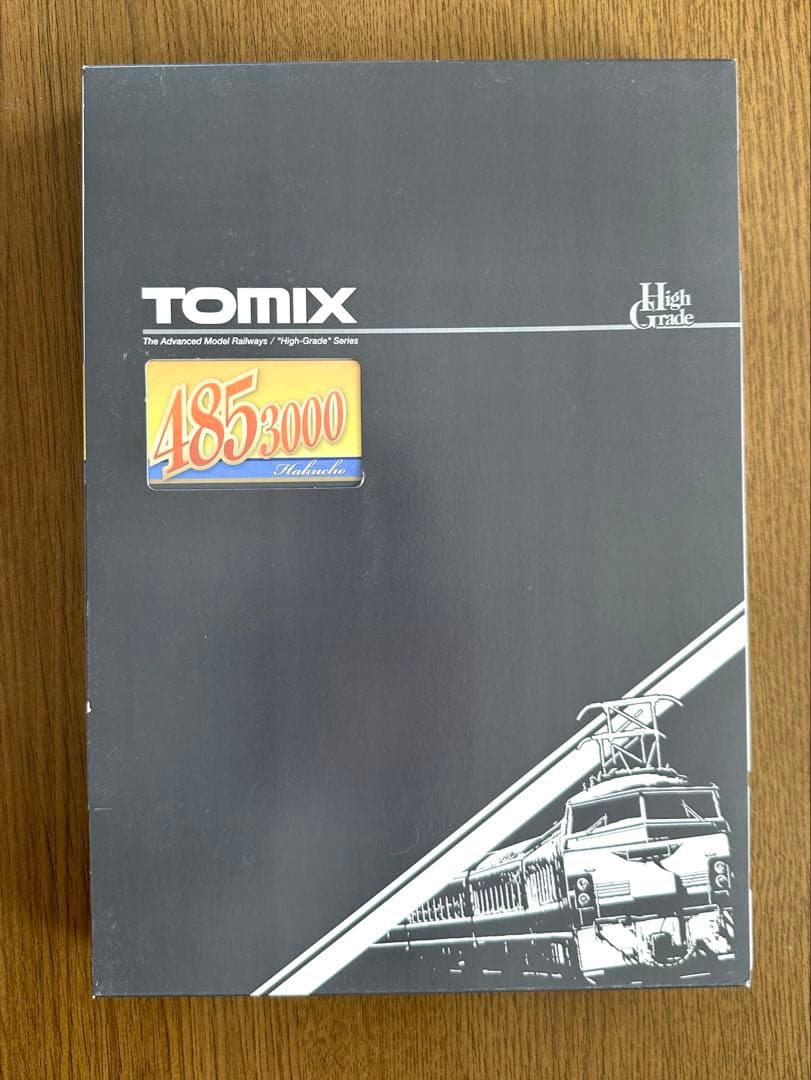 TOMIX
High
Grade
The Advanced Model Railways / "High-Grade" Series
485 3000
Hakucho